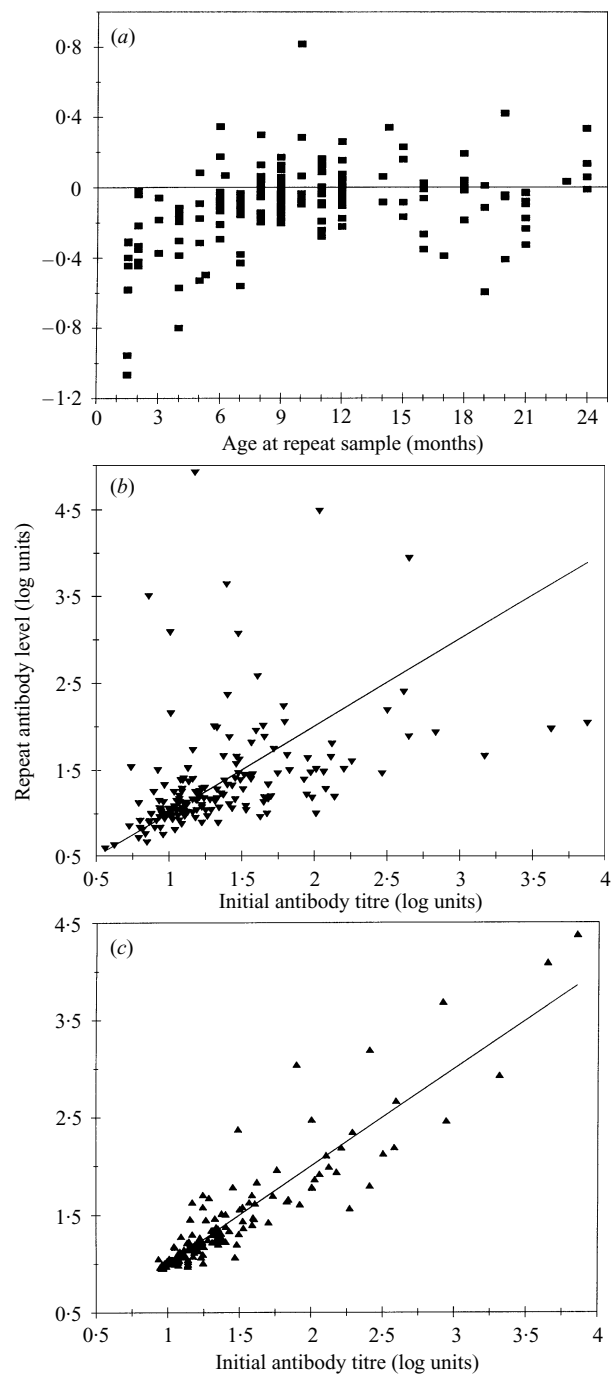 (a)
0·8
0·4
0
−0·4
−0·8
−1·2
0 3 6 9 12 15 18 21 24
Age at repeat sample (months)
(b)
4·5
3·5
2·5
1·5
0·5
0·5 1 1·5 2 2·5 3 3·5 4
Initial antibody titre (log units)
Repeat antibody level (log units)
(c)
4·5
3·5
2·5
1·5
0·5
0·5 1 1·5 2 2·5 3 3·5 4
Initial antibody titre (log units)